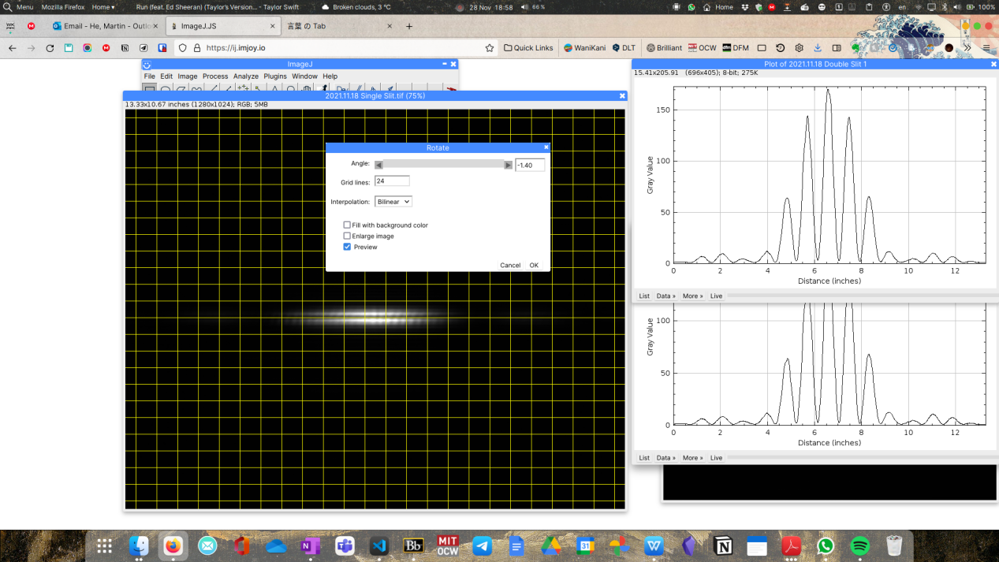 Menu Mozilla Firefox Home Run (feat. Ed Sheeran) (Taylor's Version... - Taylor Swift Broken clouds, 3 °C 28 Nov 18:58 66 % Home en 100%
Email - He, Martin - Outlo ImageJ.JS 言葉 の Tab
https://ij.imjoy.io Quick Links WaniKani DLT Brilliant OCW DFM
ImageJ
File Edit Image Process Analyze Plugins Window Help
2021.11.18 Single Slit.tif (75%)
13.33x10.67 inches (1280x1024); RGB; 5MB
Rotate
Angle: -1.40
Grid lines: 24
Interpolation: Bilinear
Fill with background color
Enlarge image
Preview
Cancel OK
Plot of 2021.11.18 Double Slit 1
15.41x205.91 (696x405); 8-bit; 275K
150
100
50
0
Gray Value
0 2 4 6 8 10 12
Distance (inches)
List Data » More » Live
100
50
0
Gray Value
0 2 4 6 8 10 12
Distance (inches)
List Data » More » Live
N Bb MIT OCW 31 W N